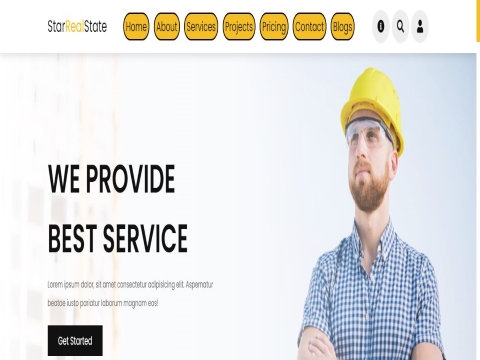 StarRealState Home About Services Projects Pricing Contact Blogs
WE PROVIDE
BEST SERVICE
Lorem ipsum dolor, sit amet consectetur adipisicing elit. Aspernatur
beatae iusto pariatur laborum magnam eos!
Get Started